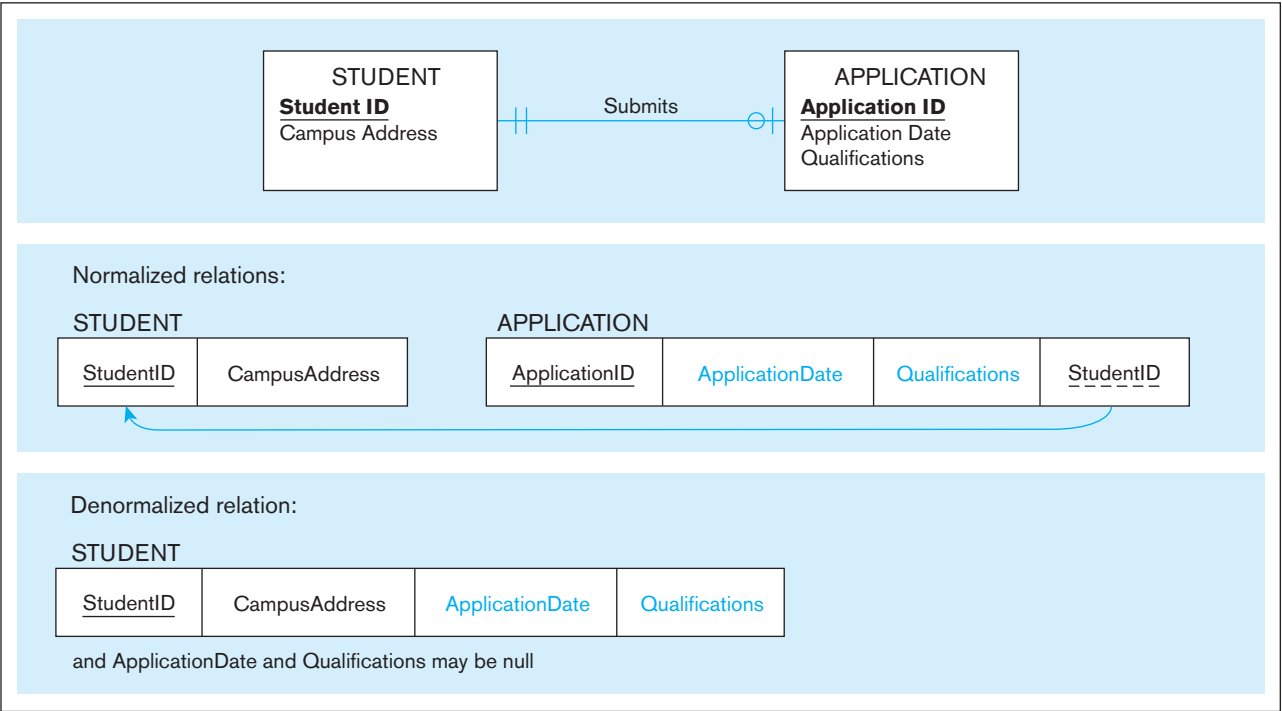 STUDENT
Student ID
Campus Address
Submits
APPLICATION
Application ID
Application Date
Qualifications
Normalized relations:
STUDENT
StudentID CampusAddress
APPLICATION
ApplicationID ApplicationDate Qualifications StudentID
Denormalized relation:
STUDENT
StudentID CampusAddress ApplicationDate Qualifications
and ApplicationDate and Qualifications may be null